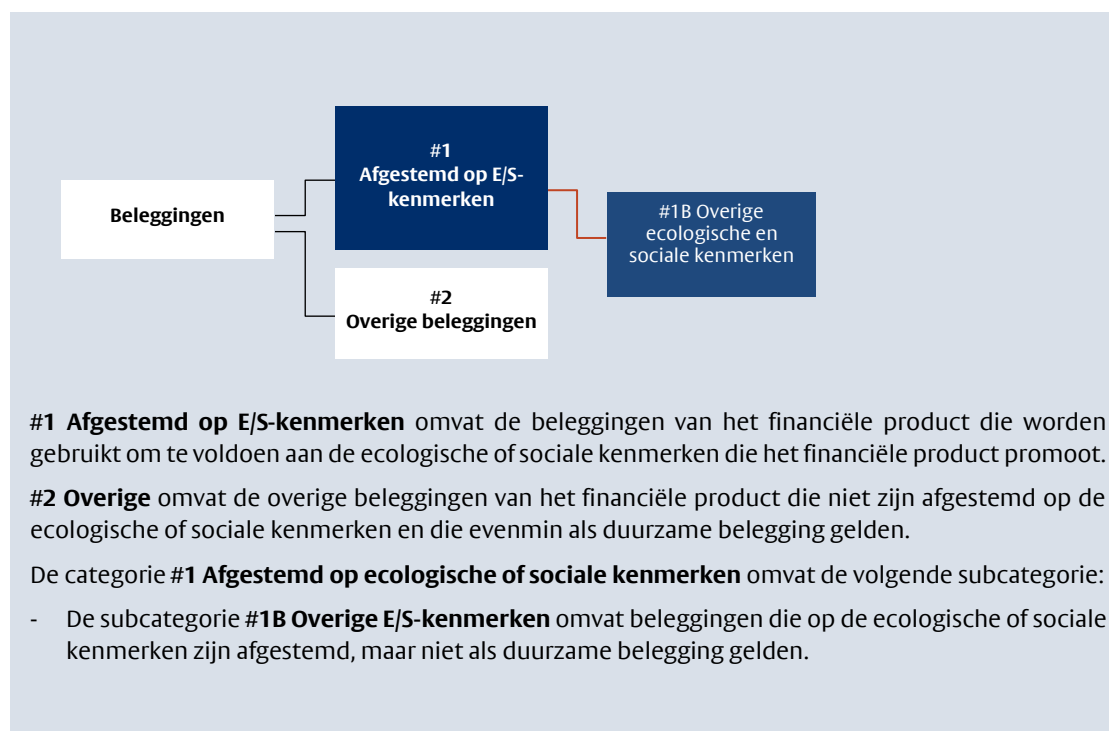 #1
Afgestemd op E/S-
kenmerken
Beleggingen
#1B Overige
ecologische en
sociale kenmerken
#2
Overige beleggingen
#1 Afgestemd op E/S-kenmerken omvat de beleggingen van het financiële product die worden
gebruikt om te voldoen aan de ecologische of sociale kenmerken die het financiële product promoot.
#2 Overige omvat de overige beleggingen van het financiële product die niet zijn afgestemd op de
ecologische of sociale kenmerken en die evenmin als duurzame belegging gelden.
De categorie #1 Afgestemd op ecologische of sociale kenmerken omvat de volgende subcategorie:
- De subcategorie #1B Overige E/S-kenmerken omvat beleggingen die op de ecologische of sociale
kenmerken zijn afgestemd, maar niet als duurzame belegging gelden.